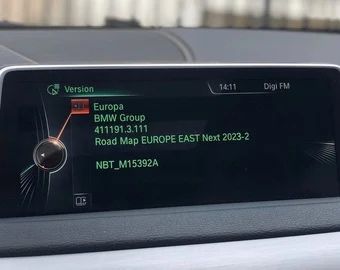 Version
14:11
Digi FM
Europa
BMW Group
411191.3.111
Road Map EUROPE EAST Next 2023-2
NBT_M15392A